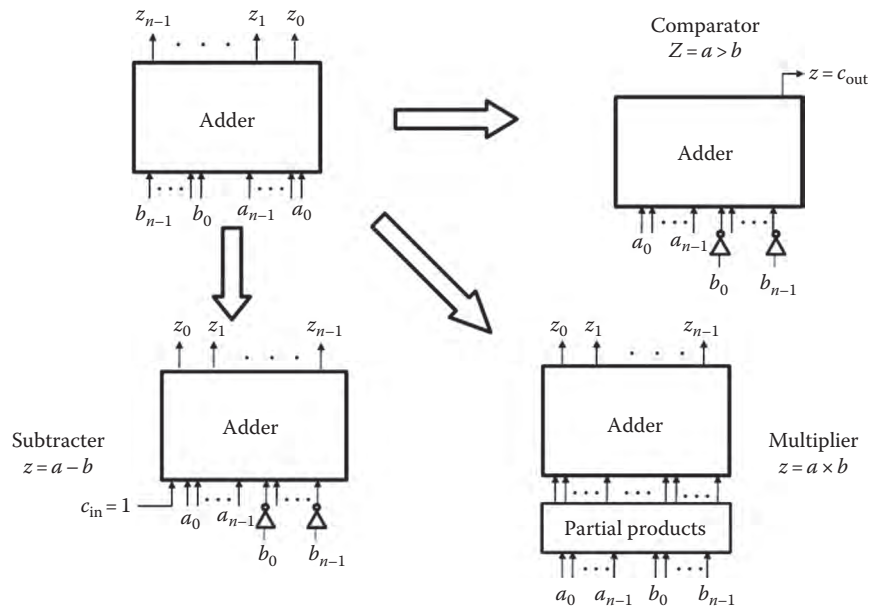 z_{n−1} · · · z_1 z_0
Adder
b_{n−1} · · · b_0 a_{n−1} · · · a_0
Comparator
Z = a > b
z = c_out
Adder
a_0 · · · a_{n−1}
b_0 · · · b_{n−1}
z_0 z_1 · · · z_{n−1}
Subtracter
z = a − b
Adder
c_in = 1
a_0 · · · a_{n−1}
b_0 b_{n−1}
z_0 z_1 · · · z_{n−1}
Adder
Multiplier
z = a × b
Partial products
a_0 a_{n−1} b_0 b_{n−1}